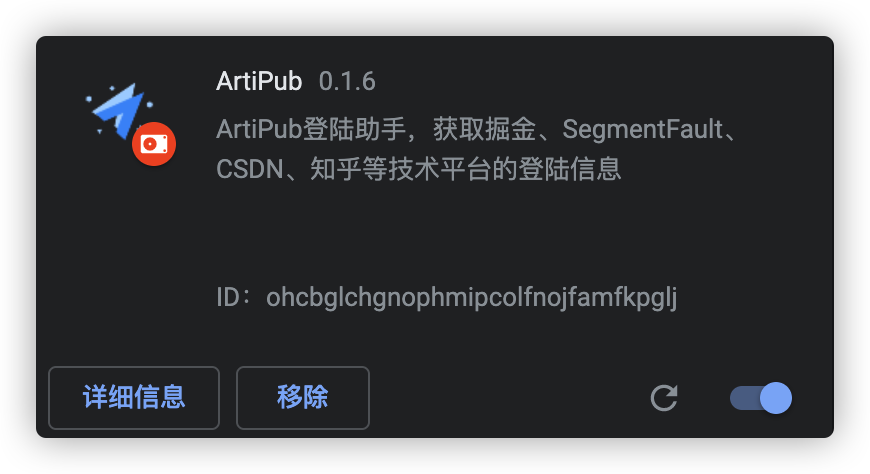 ArtiPub 0.1.6
ArtiPub登陆助手，获取掘金、SegmentFault、
CSDN、知乎等技术平台的登陆信息
ID：ohcbglchgnophmipcolfnojfamfkpglj
详细信息 移除